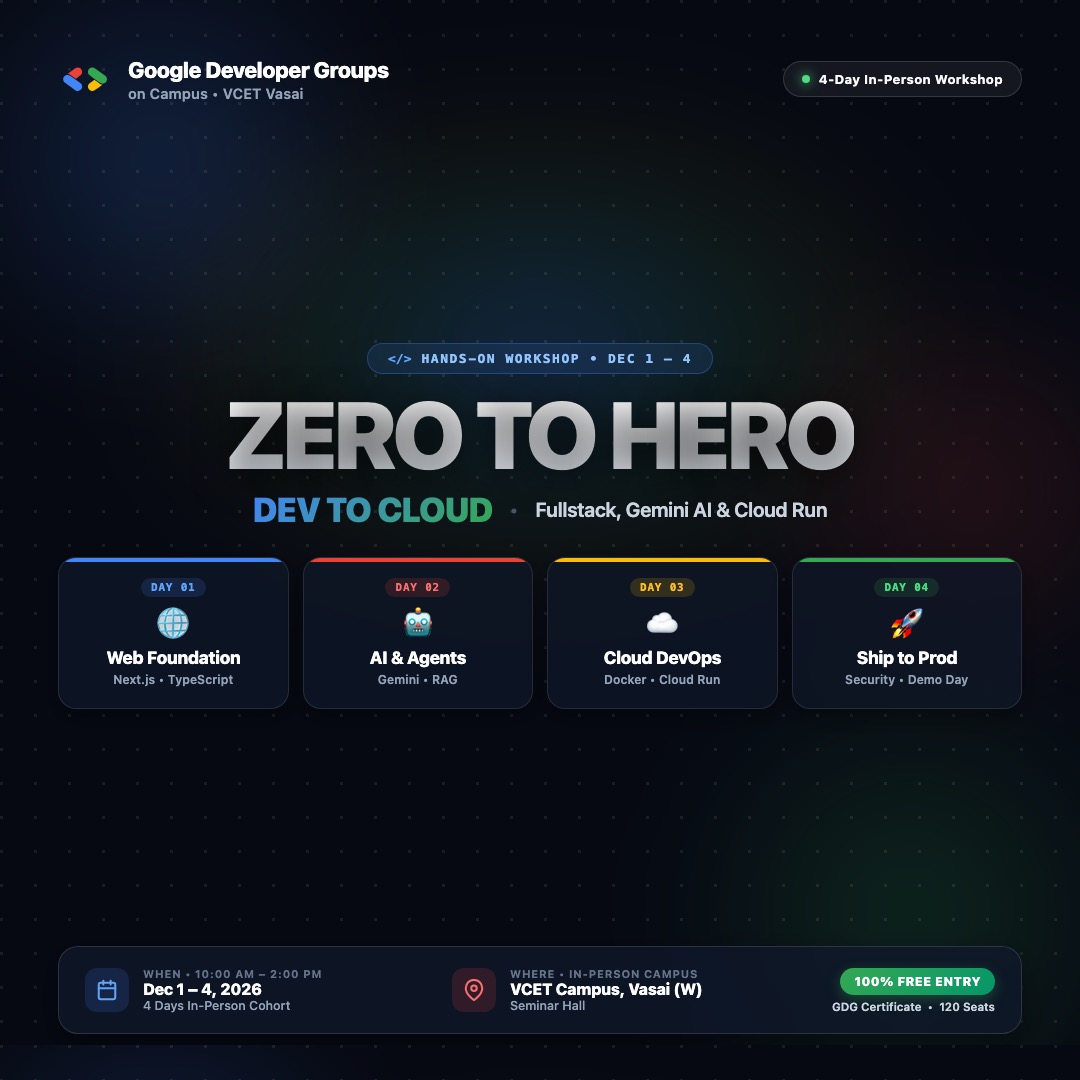 Google Developer Groups
on Campus • VCET Vasai
4-Day In-Person Workshop
</> HANDS-ON WORKSHOP • DEC 1 – 4
ZERO TO HERO
DEV TO CLOUD • Fullstack, Gemini AI & Cloud Run
DAY 01
Web Foundation
Next.js • TypeScript
DAY 02
AI & Agents
Gemini • RAG
DAY 03
Cloud DevOps
Docker • Cloud Run
DAY 04
Ship to Prod
Security • Demo Day
WHEN • 10:00 AM – 2:00 PM
Dec 1 – 4, 2026
4 Days In-Person Cohort
WHERE • IN-PERSON CAMPUS
VCET Campus, Vasai (W)
Seminar Hall
100% FREE ENTRY
GDG Certificate • 120 Seats